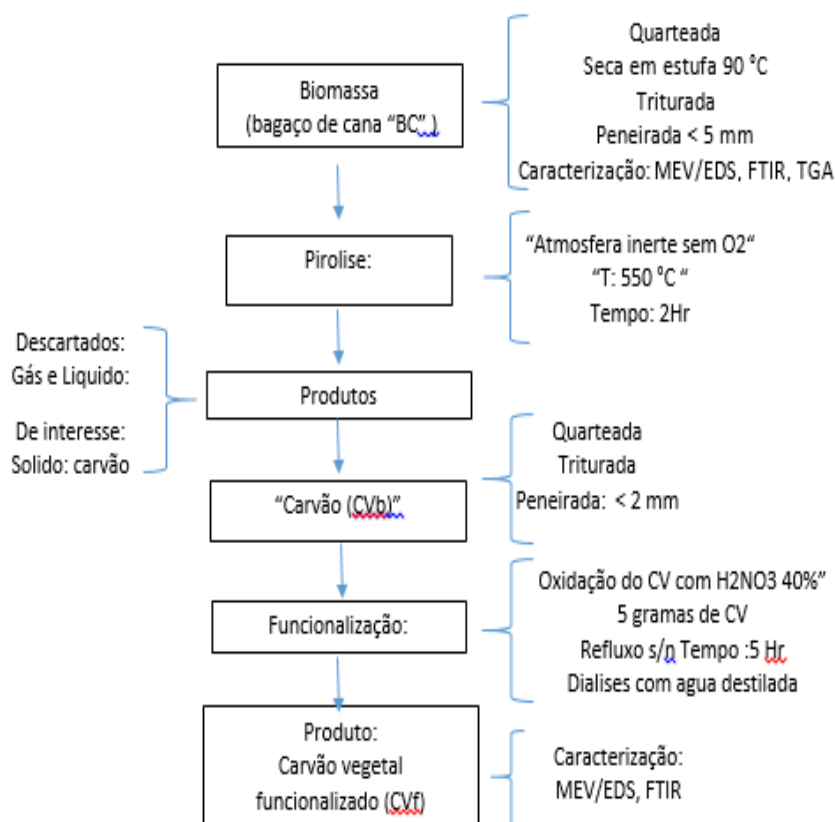 Biomassa
(bagaço de cana “BC” )
Quarteada
Seca em estufa 90 ⁰C
Triturada
Peneirada < 5 mm
Caracterização: MEV/EDS, FTIR, TGA
Pirolise:
“Atmosfera inerte sem O2“
“T: 550 ⁰C “
Tempo: 2Hr
Descartados:
Gás e Liquido:
De interesse:
Solido: carvão
Produtos
“Carvão (CVb)”
Quarteada
Triturada
Peneirada: < 2 mm
Funcionalização:
Oxidação do CV com H2NO3 40%”
5 gramas de CV
Refluxo s/n Tempo :5 Hr
Dialises com agua destilada
Produto:
Carvão vegetal
funcionalizado (CVf)
Caracterização:
MEV/EDS, FTIR